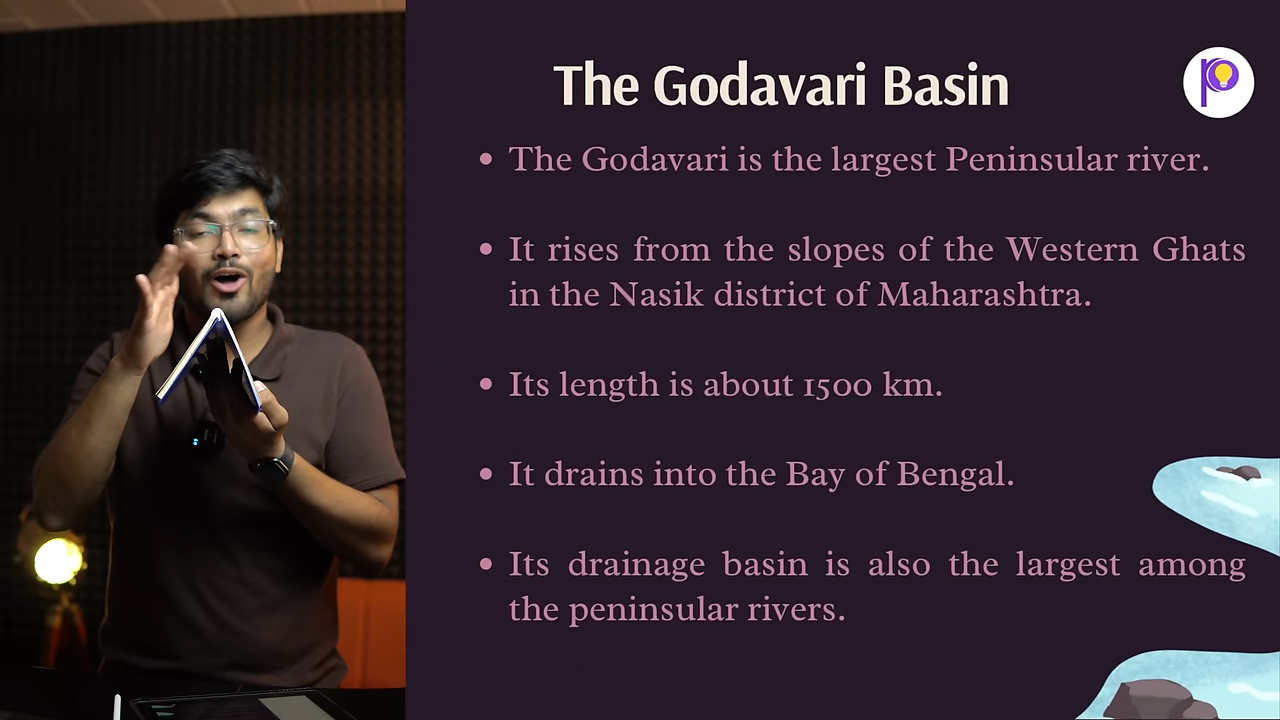 The Godavari Basin
• The Godavari is the largest Peninsular river.
• It rises from the slopes of the Western Ghats
in the Nasik district of Maharashtra.
• Its length is about 1500 km.
• It drains into the Bay of Bengal.
• Its drainage basin is also the largest among
the peninsular rivers.